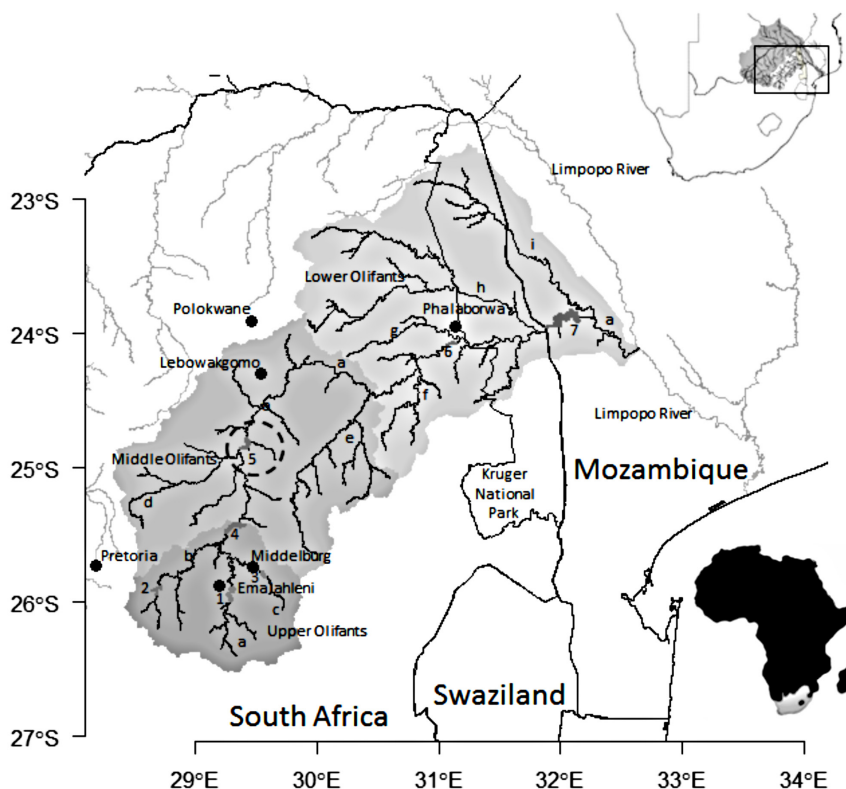 Limpopo River
23°S
i
Lower Olifants
h
Polokwane
Phalaborwa
24°S
7
a
g
6
Lebowakgomo
a
f
a
Limpopo River
e
5
Middle Olifants
Mozambique
25°S
Kruger
National
Park
d
4
Pretoria
b
Middelburg
3
2
Emalahleni
1
26°S
c
Upper Olifants
a
Swaziland
South Africa
27°S
29°E
30°E
31°E
32°E
33°E
34°E